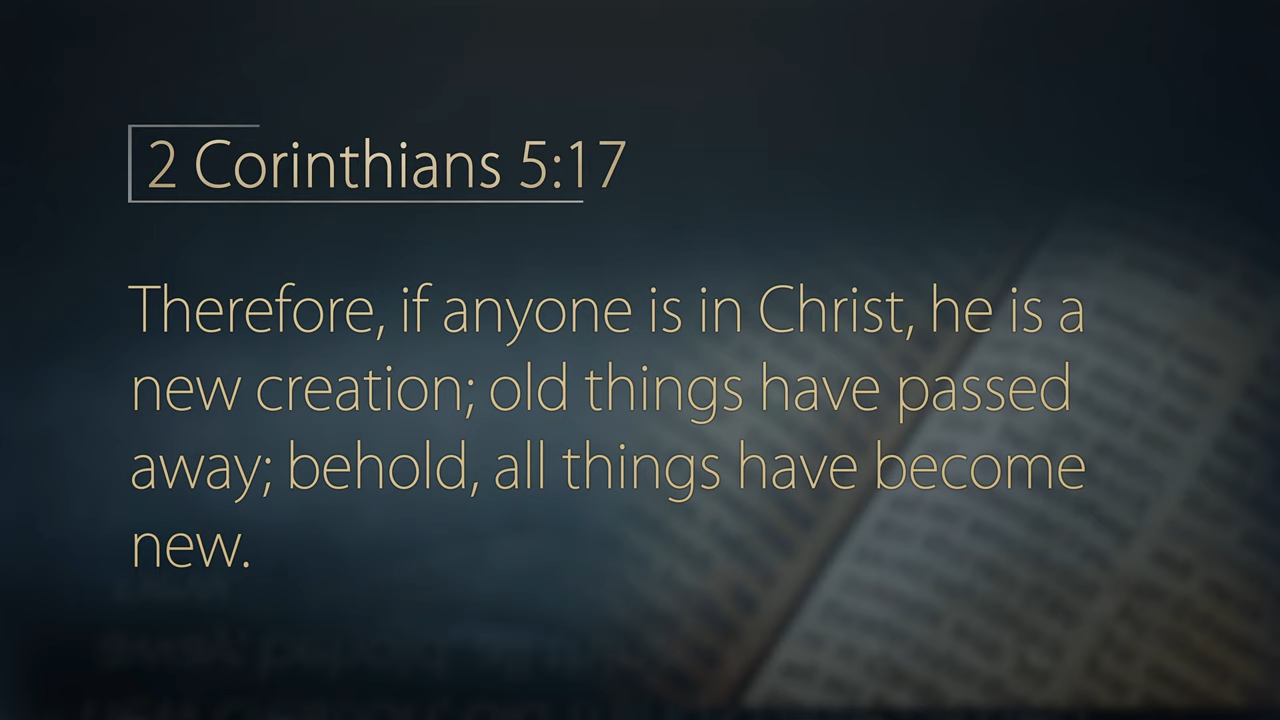 2 Corinthians 5:17
Therefore, if anyone is in Christ, he is a
new creation; old things have passed
away; behold, all things have become
new.